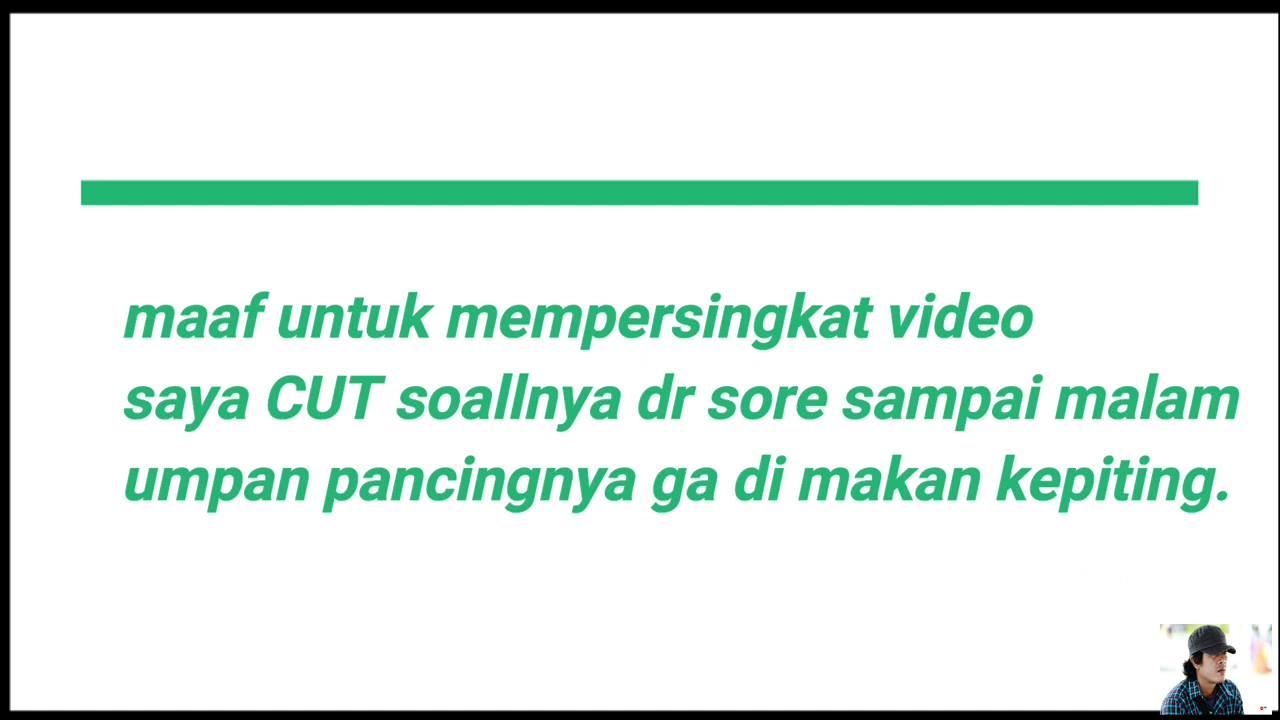 maaf untuk mempersingkat video
saya CUT soallnya dr sore sampai malam
umpan pancingnya ga di makan kepiting.